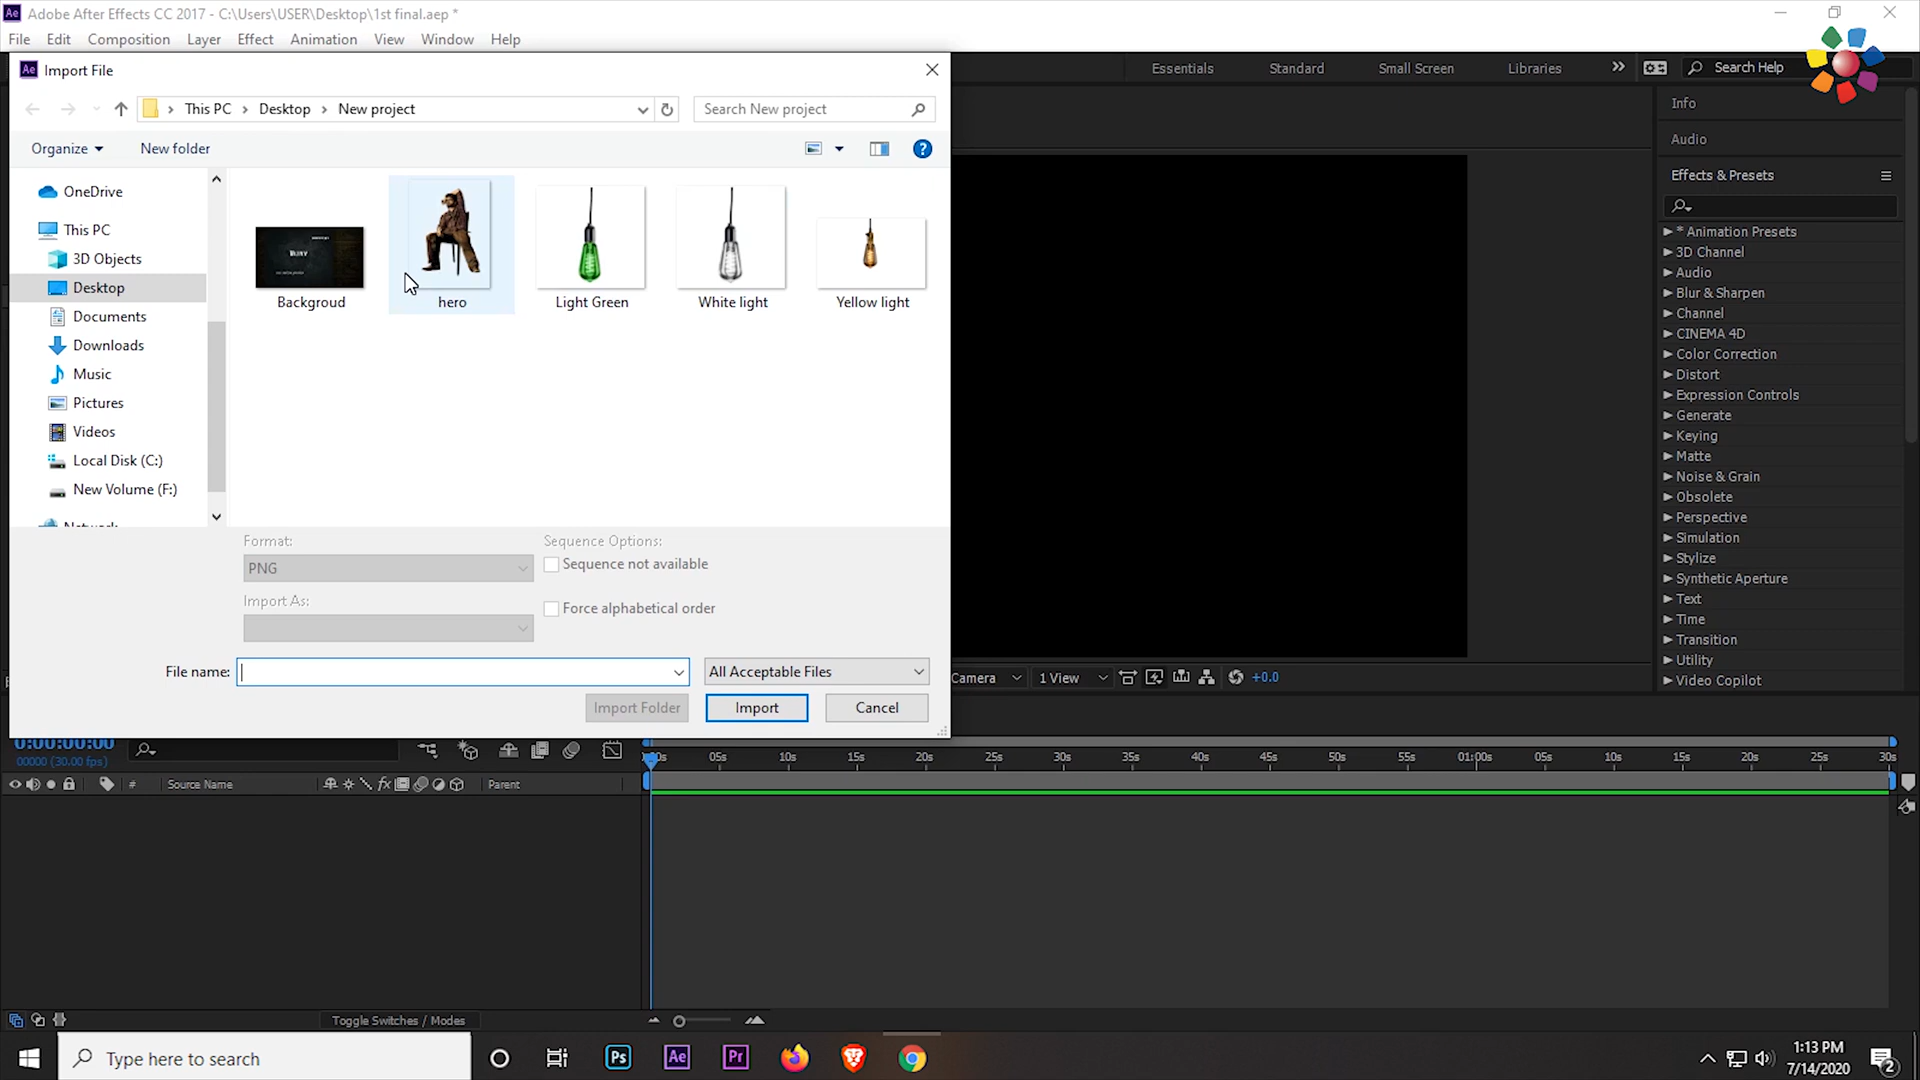 Adobe After Effects CC 2017 - C:\Users\USER\Desktop\1st final.aep *
File Edit Composition Layer Effect Animation View Window Help
Import File
This PC Desktop New project
Search New project
Essentials Standard Small Screen Libraries
Search Help
Organize New folder
OneDrive
This PC
3D Objects
Desktop
Documents
Downloads
Music
Pictures
Videos
Local Disk (C:)
New Volume (F:)
Network
Backgroud hero Light Green White light Yellow light
Format:
PNG
Import As:
Sequence Options:
Sequence not available
Force alphabetical order
File name:
All Acceptable Files
Import Folder Import Cancel
Info
Audio
Effects & Presets
* Animation Presets
3D Channel
Audio
Blur & Sharpen
Channel
CINEMA 4D
Color Correction
Distort
Expression Controls
Generate
Keying
Matte
Noise & Grain
Obsolete
Perspective
Simulation
Stylize
Synthetic Aperture
Text
Time
Transition
Utility
Video Copilot
Camera 1 View +0.0
0:00:00:00
00000 (30.00 fps)
# Source Name Parent
05s 10s 15s 20s 25s 30s 35s 40s 45s 50s 55s 01:00s 05s 10s 15s 20s 25s 30s
Toggle Switches / Modes
Type here to search
Ps Ae Pr
1:13 PM
7/14/2020
2